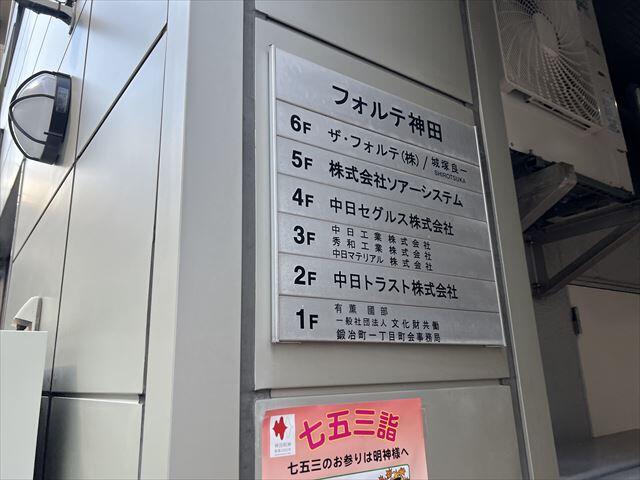 フォルテ神田
6F ザ・フォルテ(株)/城塚良一
SHIROTSUKA
5F 株式会社ソアーシステム
4F 中日セグルス株式会社
3F 中日工業株式会社
秀和工業株式会社
中日マテリアル 株式会社
2F 中日トラスト株式会社
1F 有薫 國部
一般社団法人 文化財共働
鍛冶町一丁目町会事務局
七五三詣
七五三のお参りは明神様へ
神田明神